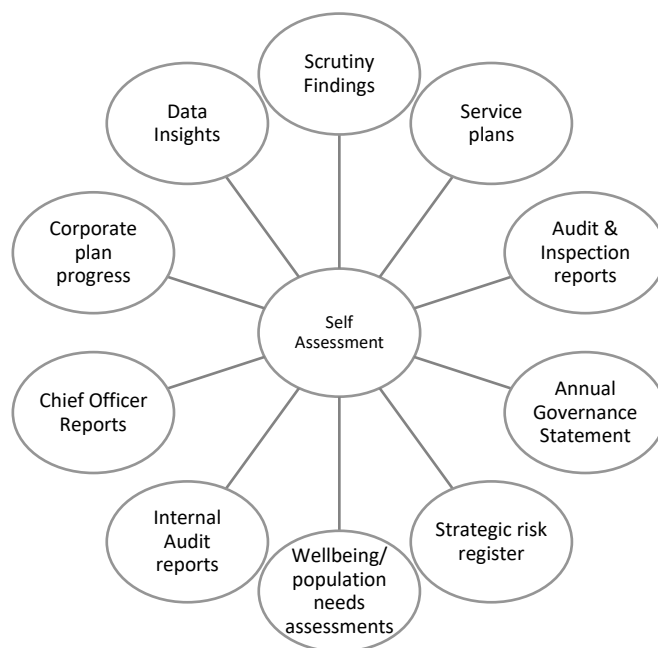 Scrutiny
Findings
Service
plans
Audit &
Inspection
reports
Annual
Governance
Statement
Strategic risk
register
Wellbeing/
population
needs
assessments
Internal
Audit
reports
Chief Officer
Reports
Corporate
plan
progress
Data
Insights
Self
Assessment